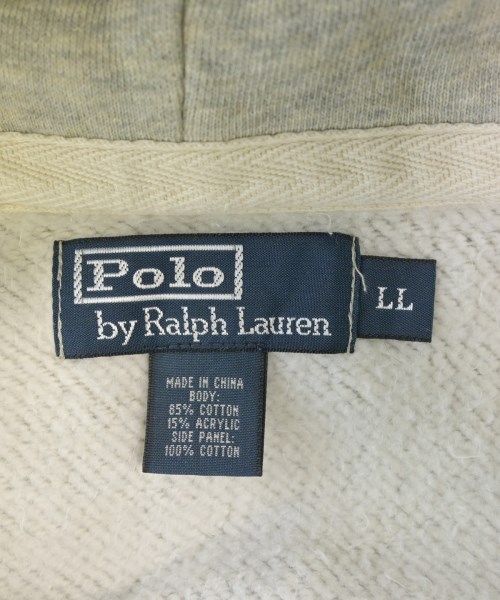 Polo
by Ralph Lauren
LL
MADE IN CHINA
BODY:
85% COTTON
15% ACRYLIC
SIDE PANEL:
100% COTTON